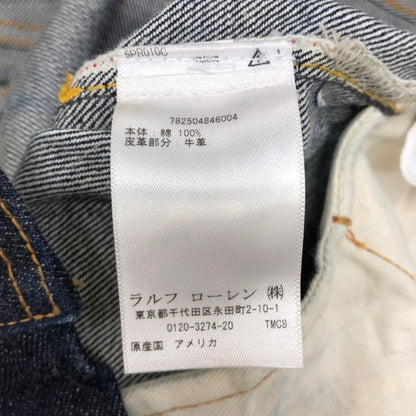 SPR010C
782504846004
本体：綿 100%
皮革部分：牛革
ラルフ ローレン ㈱
東京都千代田区永田町2-10-1
0120-3274-20 TMC8
原産国 アメリカ